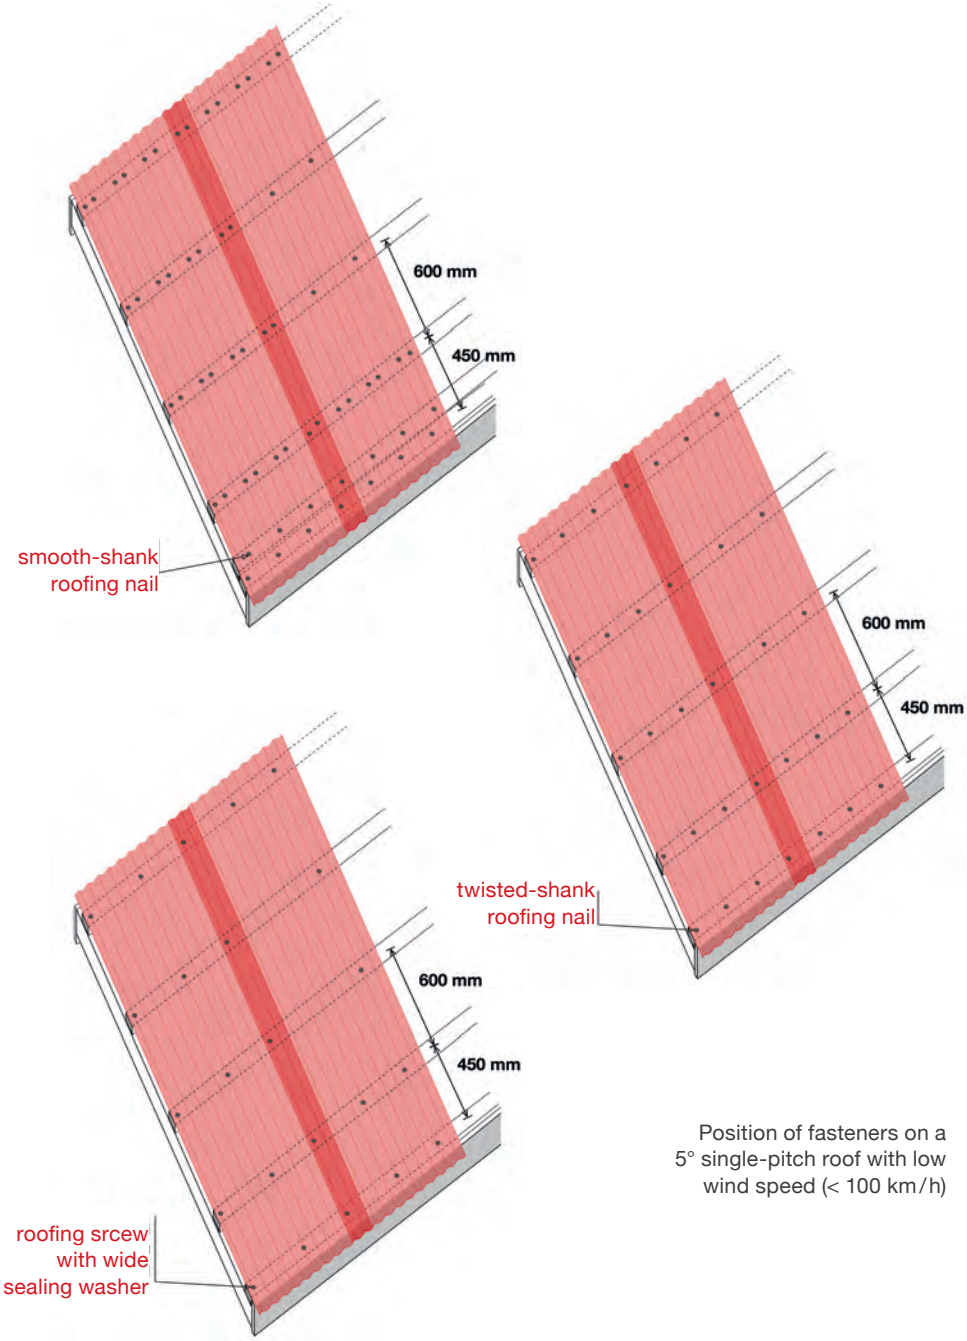 600 mm
450 mm
smooth-shank
roofing nail
600 mm
450 mm
twisted-shank
roofing nail
600 mm
450 mm
Position of fasteners on a
5° single-pitch roof with low
wind speed (< 100 km/h)
roofing srcew
with wide
sealing washer